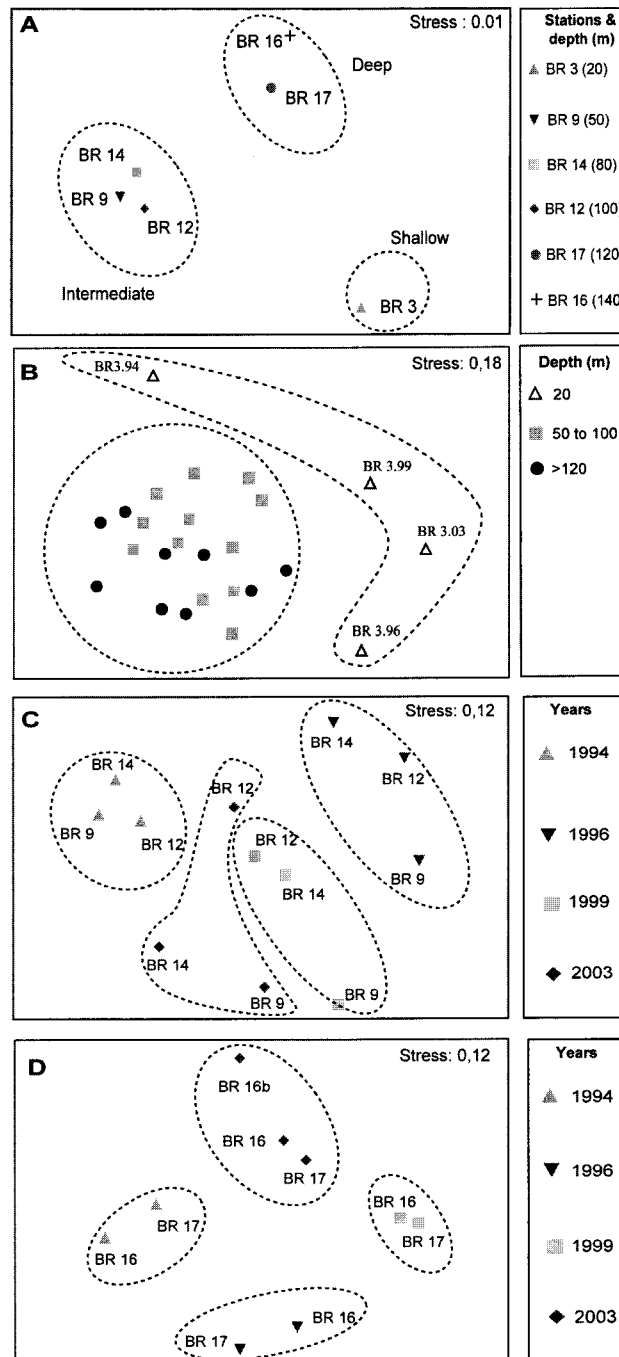 A
Stress : 0.01
BR 16
BR 17
Deep
BR 14
BR 9
BR 12
Intermediate
Shallow
BR 3
Stations &
depth (m)
BR 3 (20)
BR 9 (50)
BR 14 (80)
BR 12 (100)
BR 17 (120
BR 16 (140
B
Stress: 0,18
BR3.94
BR 3.99
BR 3.03
BR 3.96
Depth (m)
20
50 to 100
>120
C
Stress: 0,12
BR 14
BR 12
BR 9
BR 14
BR 9
BR 12
BR 12
BR 12
BR 14
BR 14
BR 9
BR 9
Years
1994
1996
1999
2003
D
Stress: 0,12
BR 16b
BR 16
BR 17
BR 17
BR 16
BR 16
BR 17
BR 16
BR 17
Years
1994
1996
1999
2003